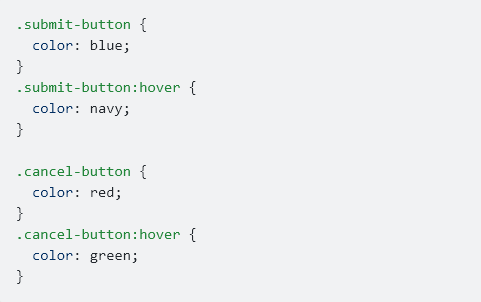 .submit-button {
  color: blue;
}
.submit-button:hover {
  color: navy;
}

.cancel-button {
  color: red;
}
.cancel-button:hover {
  color: green;
}